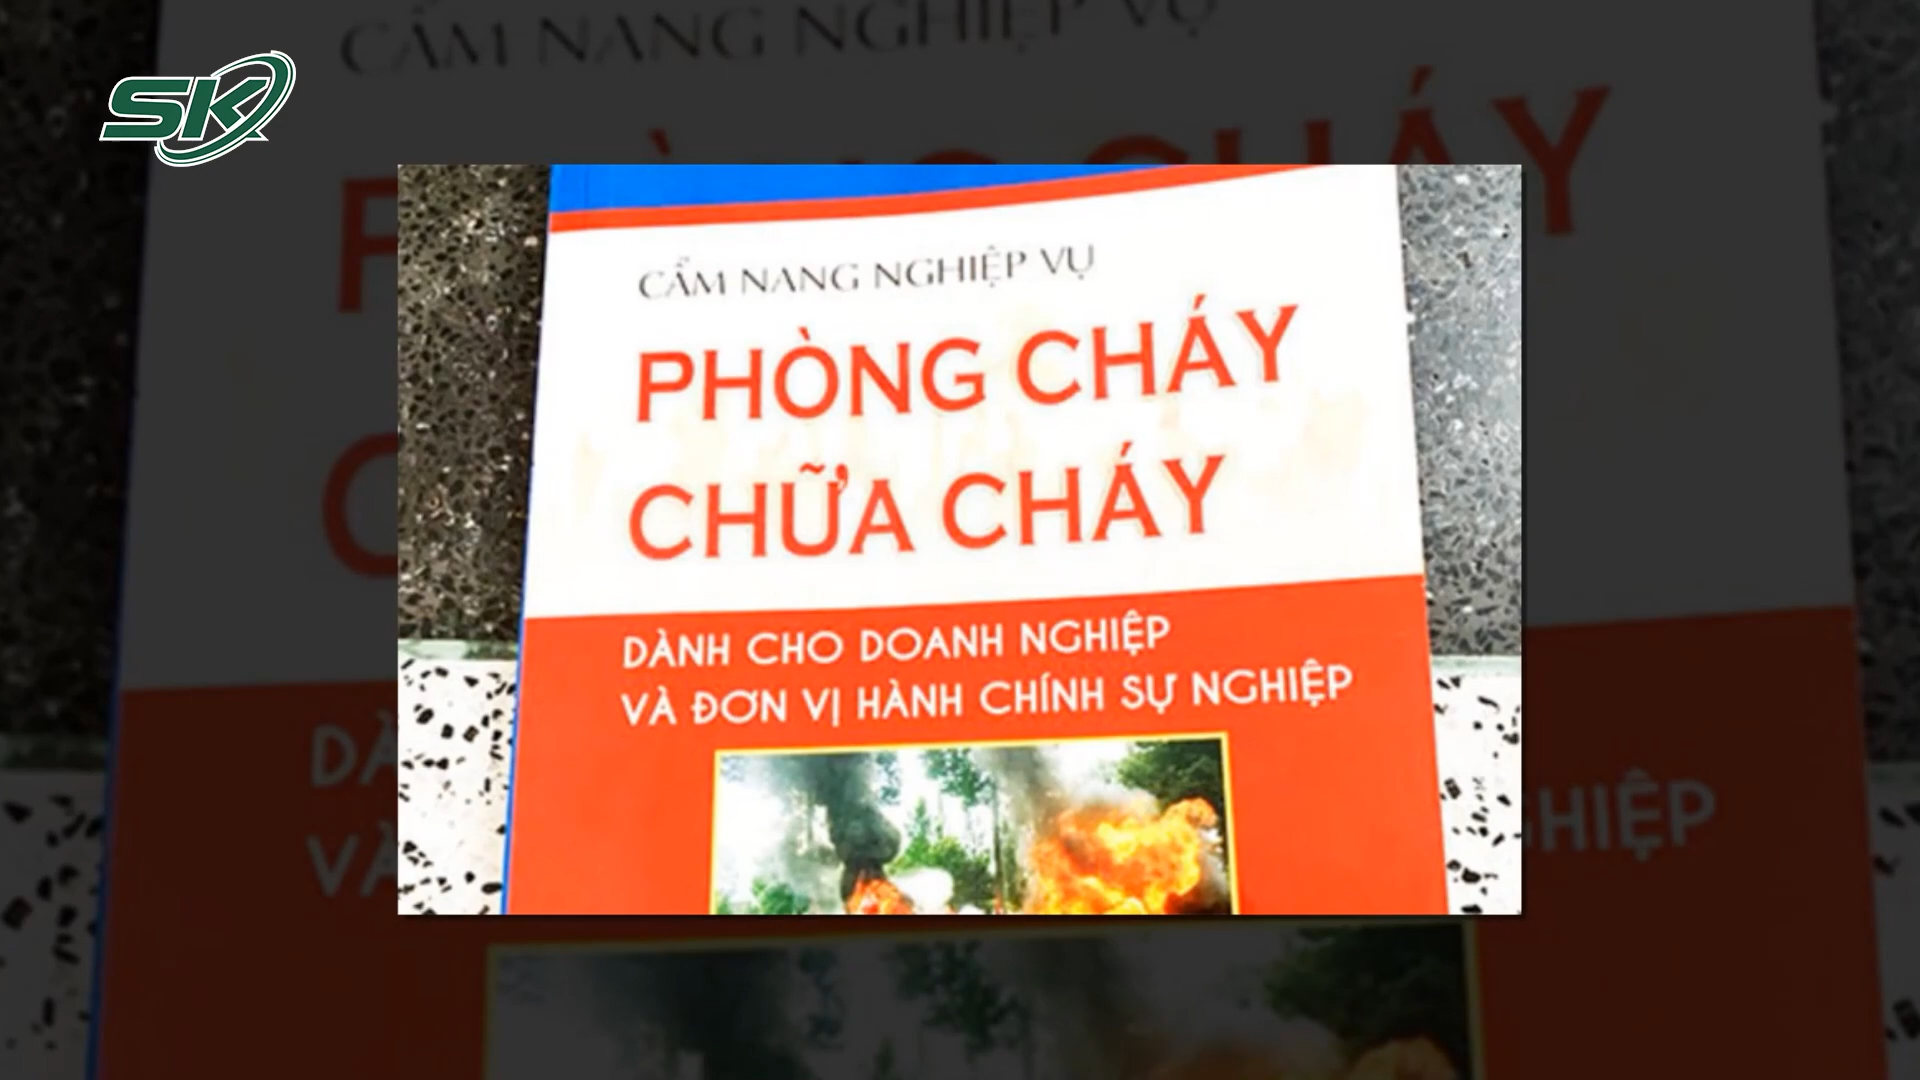 SK
CẨM NANG NGHIỆP VỤ
PHÒNG CHÁY
CHỮA CHÁY
DÀNH CHO DOANH NGHIỆP
VÀ ĐƠN VỊ HÀNH CHÍNH SỰ NGHIỆP